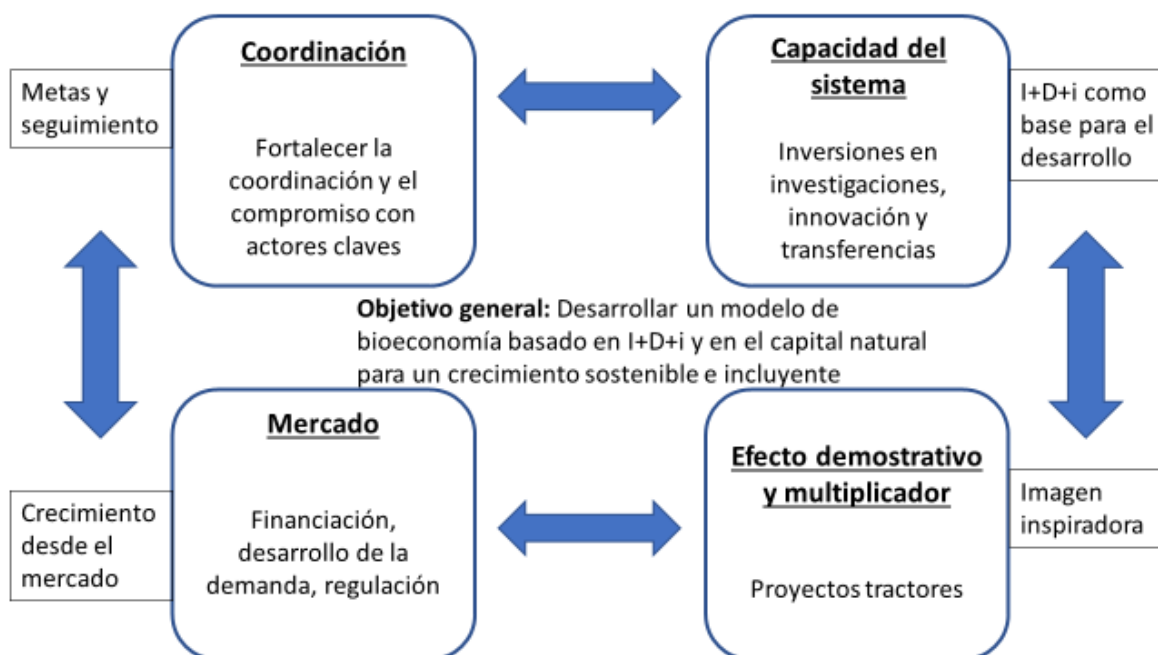 Coordinación
Fortalecer la
coordinación y el
compromiso con
actores claves
Metas y
seguimiento
Capacidad del
sistema
Inversiones en
investigaciones,
innovación y
transferencias
I+D+i como
base para el
desarrollo
Objetivo general: Desarrollar un modelo de
bioeconomía basado en I+D+i y en el capital natural
para un crecimiento sostenible e incluyente
Mercado
Financiación,
desarrollo de la
demanda, regulación
Crecimiento
desde el
mercado
Efecto demostrativo
y multiplicador
Proyectos tractores
Imagen
inspiradora